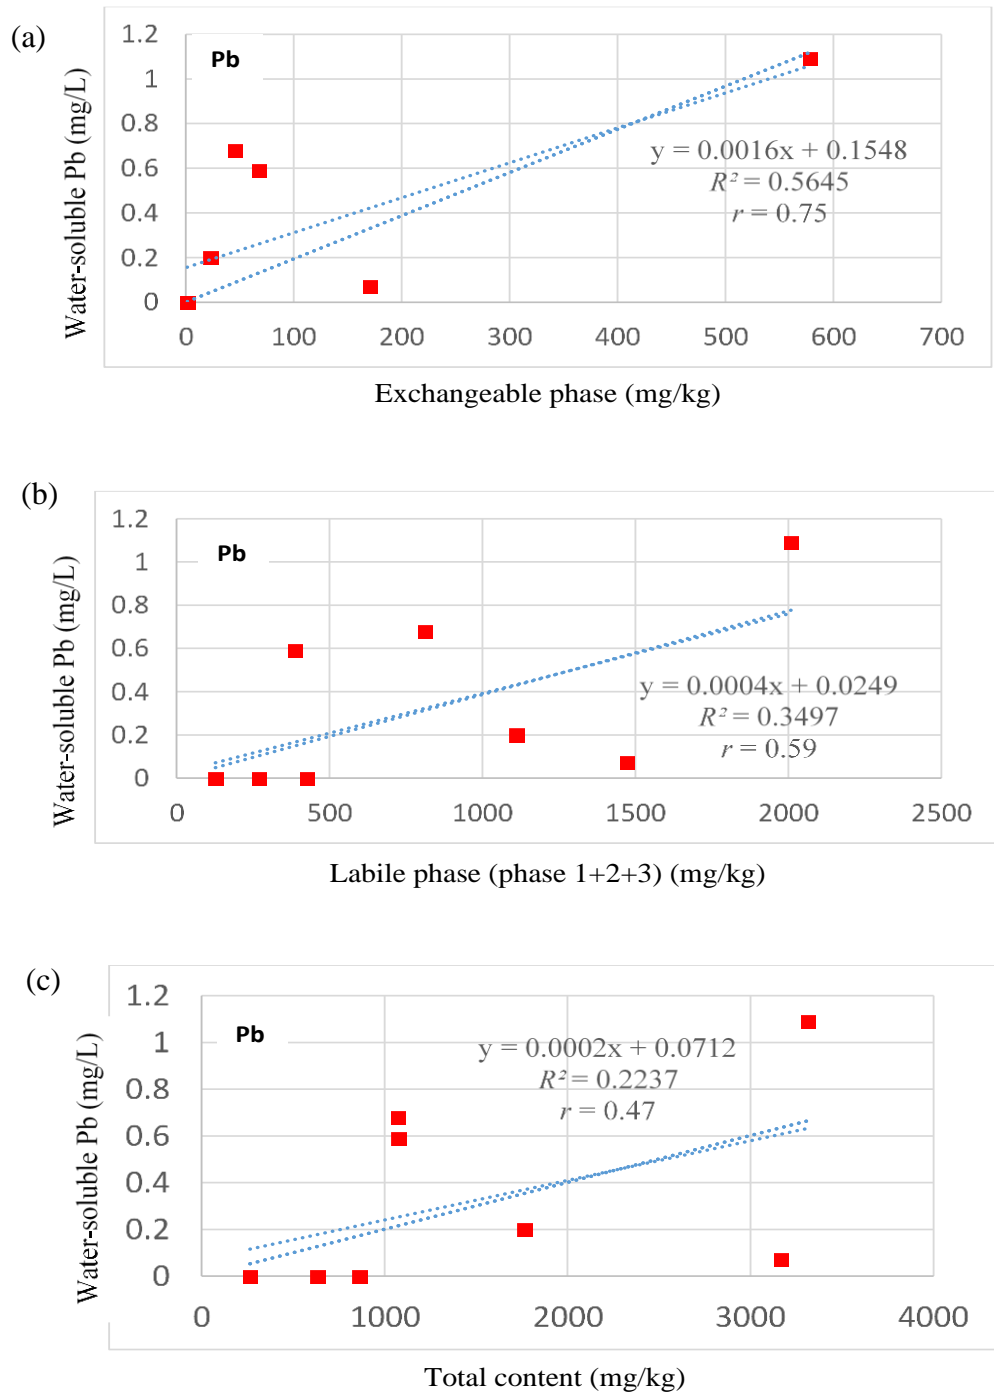 (a)
Pb
Water-soluble Pb (mg/L)
1.2
1
0.8
0.6
0.4
0.2
0
y = 0.0016x + 0.1548
R² = 0.5645
r = 0.75
0 100 200 300 400 500 600 700
Exchangeable phase (mg/kg)
(b)
Pb
Water-soluble Pb (mg/L)
1.2
1
0.8
0.6
0.4
0.2
0
y = 0.0004x + 0.0249
R² = 0.3497
r = 0.59
0 500 1000 1500 2000 2500
Labile phase (phase 1+2+3) (mg/kg)
(c)
Pb
Water-soluble Pb (mg/L)
1.2
1
0.8
0.6
0.4
0.2
0
y = 0.0002x + 0.0712
R² = 0.2237
r = 0.47
0 1000 2000 3000 4000
Total content (mg/kg)